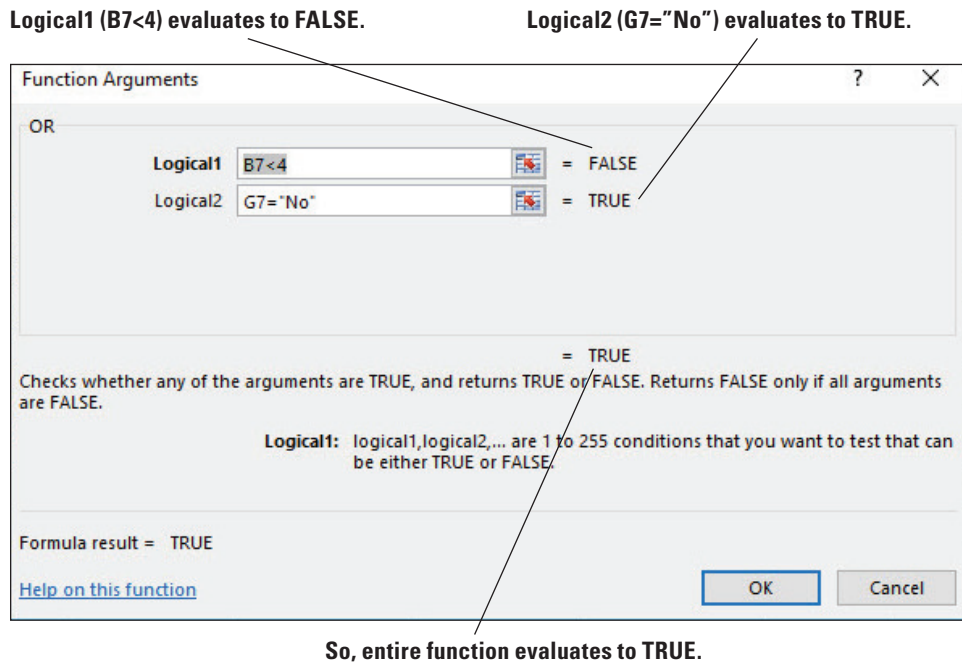 Logical1 (B7<4) evaluates to FALSE. Logical2 (G7=”No”) evaluates to TRUE.
Function Arguments ? X
OR
Logical1 B7<4 = FALSE
Logical2 G7="No" = TRUE
= TRUE
Checks whether any of the arguments are TRUE, and returns TRUE or FALSE. Returns FALSE only if all arguments
are FALSE.
Logical1: logical1,logical2,... are 1 to 255 conditions that you want to test that can
be either TRUE or FALSE.
Formula result = TRUE
Help on this function OK Cancel
So, entire function evaluates to TRUE.